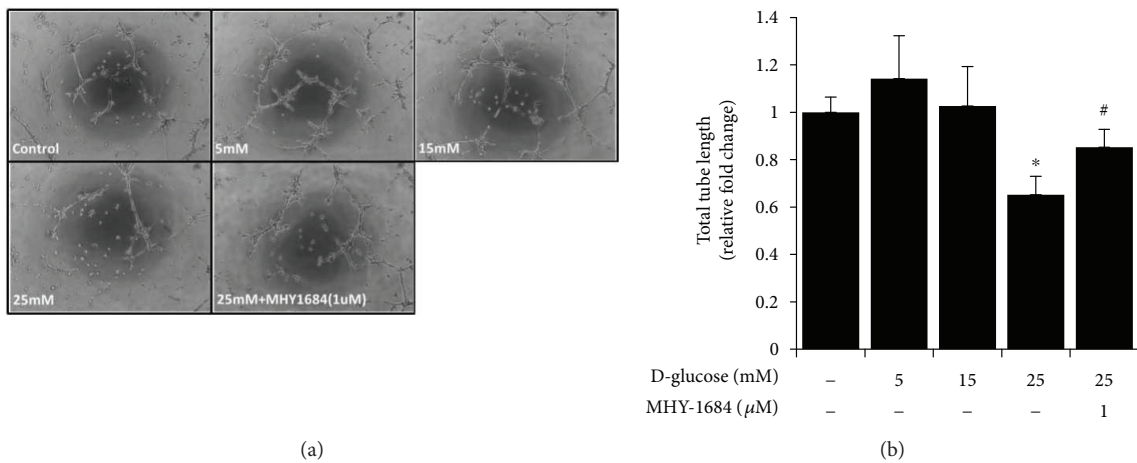 Control
5mM
15mM
25mM
25mM+MHY1684(1uM)
(a)
1.4
1.2
1
0.8
0.6
0.4
0.2
0
Total tube length
(relative fold change)
*
#
D-glucose (mM) – 5 15 25 25
MHY-1684 (μM) – – – – 1
(b)